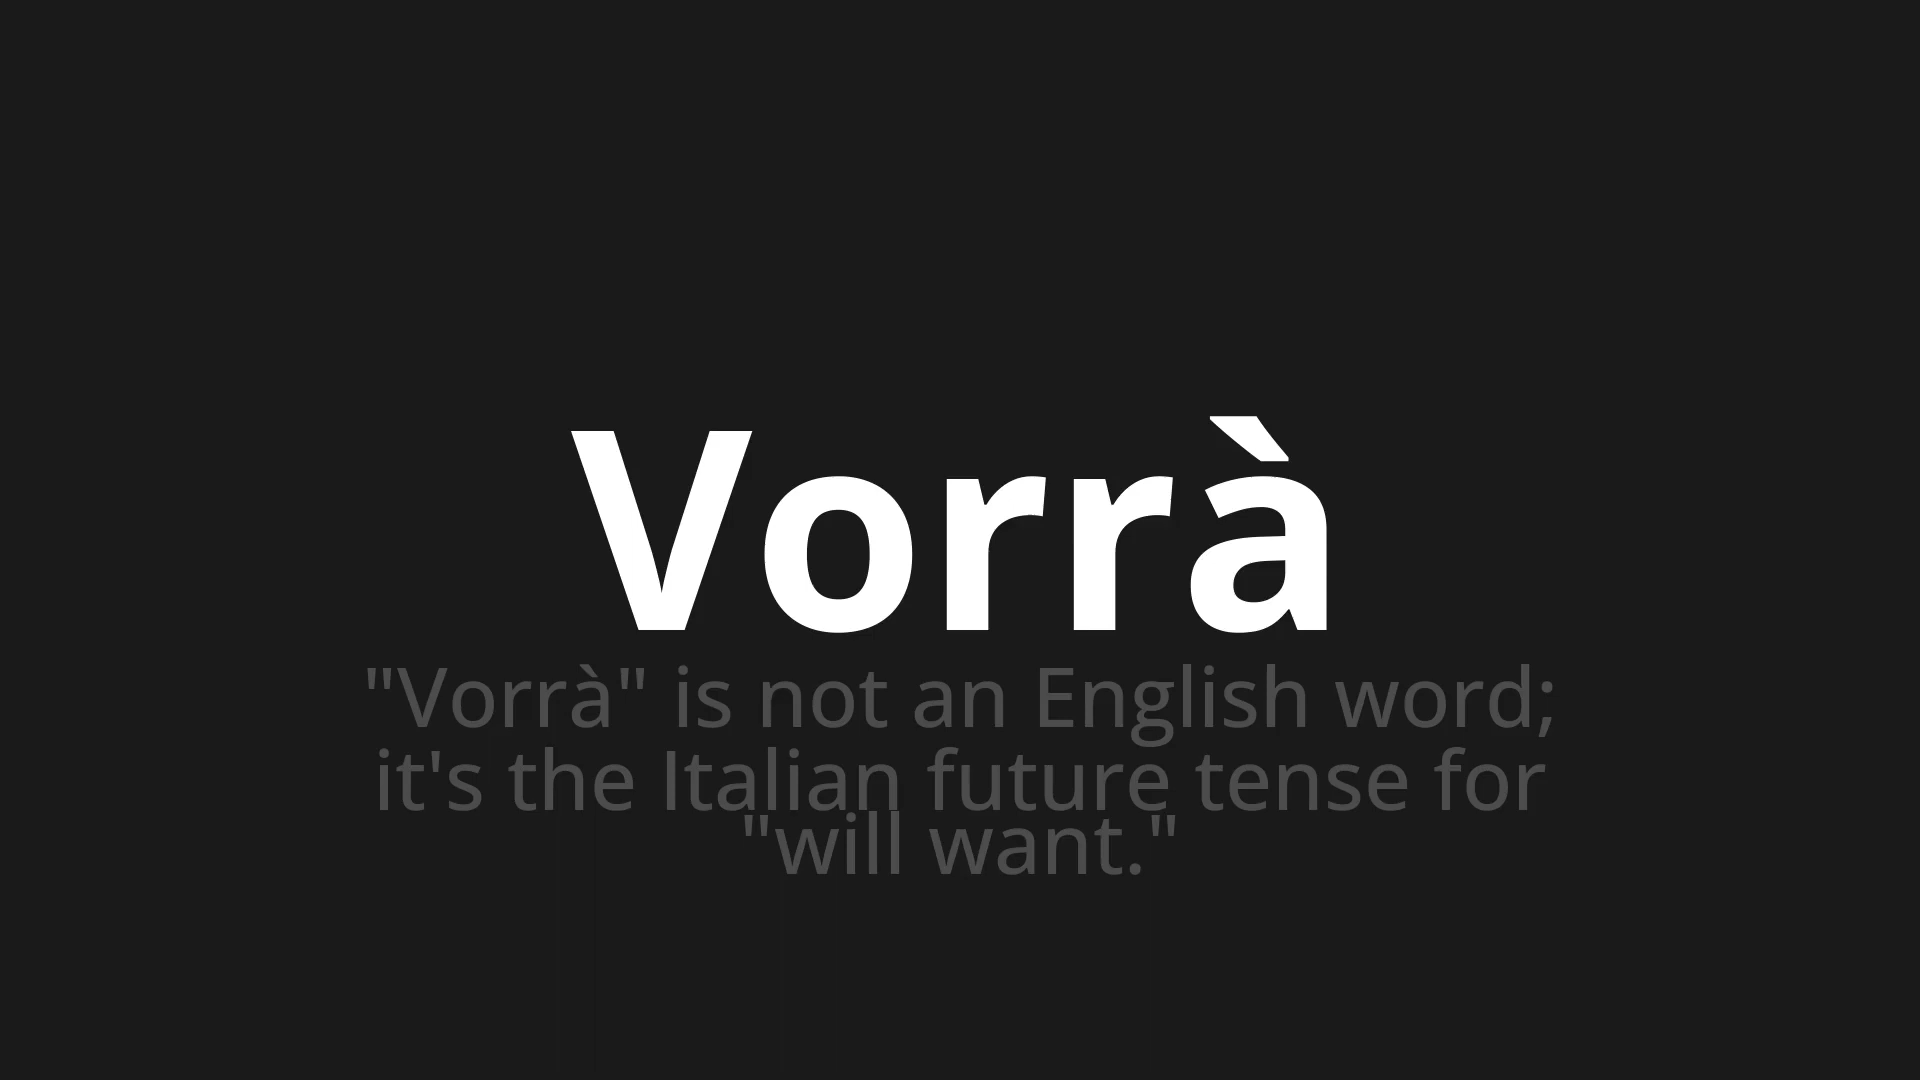 Vorrà
"Vorrà" is not an English word;
it's the Italian future tense for
"will want."